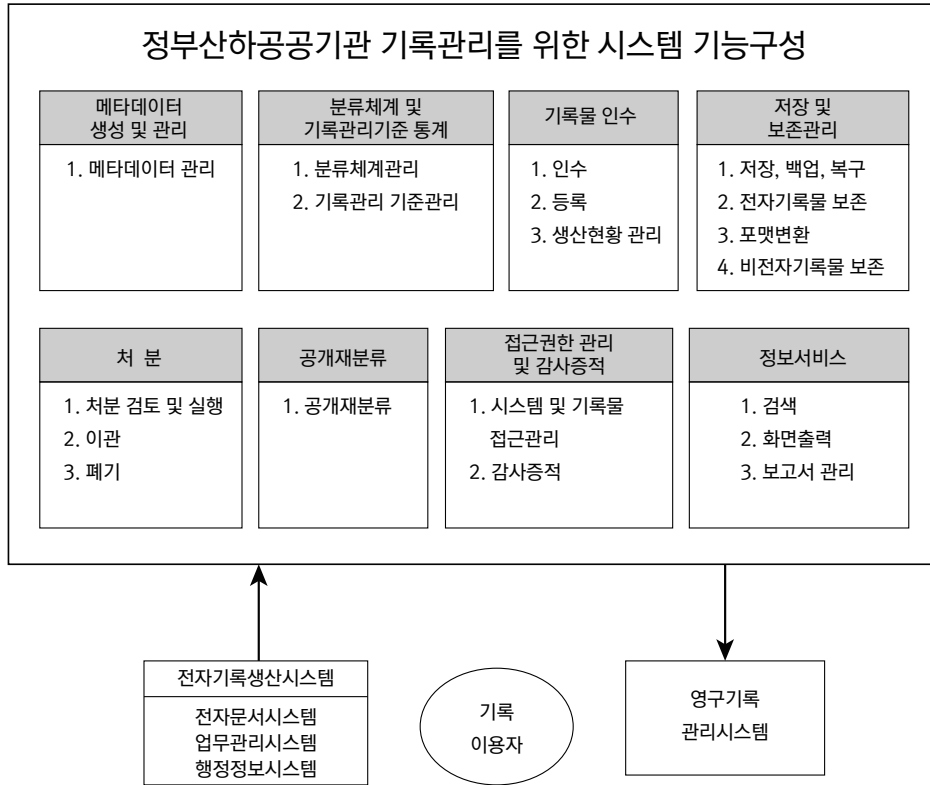 정부산하공공기관 기록관리를 위한 시스템 기능구성
메타데이터
생성 및 관리
1. 메타데이터 관리
분류체계 및
기록관리기준 통계
1. 분류체계관리
2. 기록관리 기준관리
기록물 인수
1. 인수
2. 등록
3. 생산현황 관리
저장 및
보존관리
1. 저장, 백업, 복구
2. 전자기록물 보존
3. 포맷변환
4. 비전자기록물 보존
처 분
1. 처분 검토 및 실행
2. 이관
3. 폐기
공개재분류
1. 공개재분류
접근권한 관리
및 감사증적
1. 시스템 및 기록물
접근관리
2. 감사증적
정보서비스
1. 검색
2. 화면출력
3. 보고서 관리
전자기록생산시스템
전자문서시스템
업무관리시스템
행정정보시스템
기록
이용자
영구기록
관리시스템